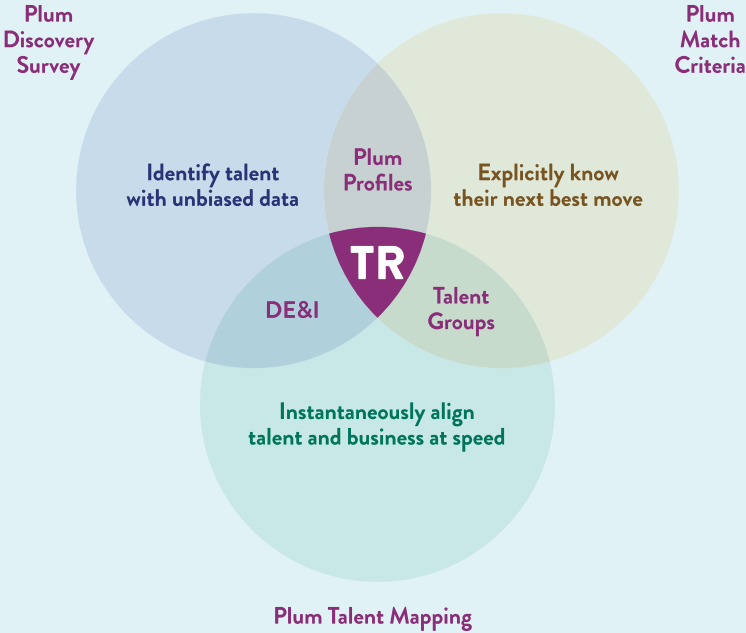 Plum
Discovery
Survey
Plum
Match
Criteria
Identify talent
with unbiased data
Plum
Profiles
Explicitly know
their next best move
TR
DE&I
Talent
Groups
Instantaneously align
talent and business at speed
Plum Talent Mapping